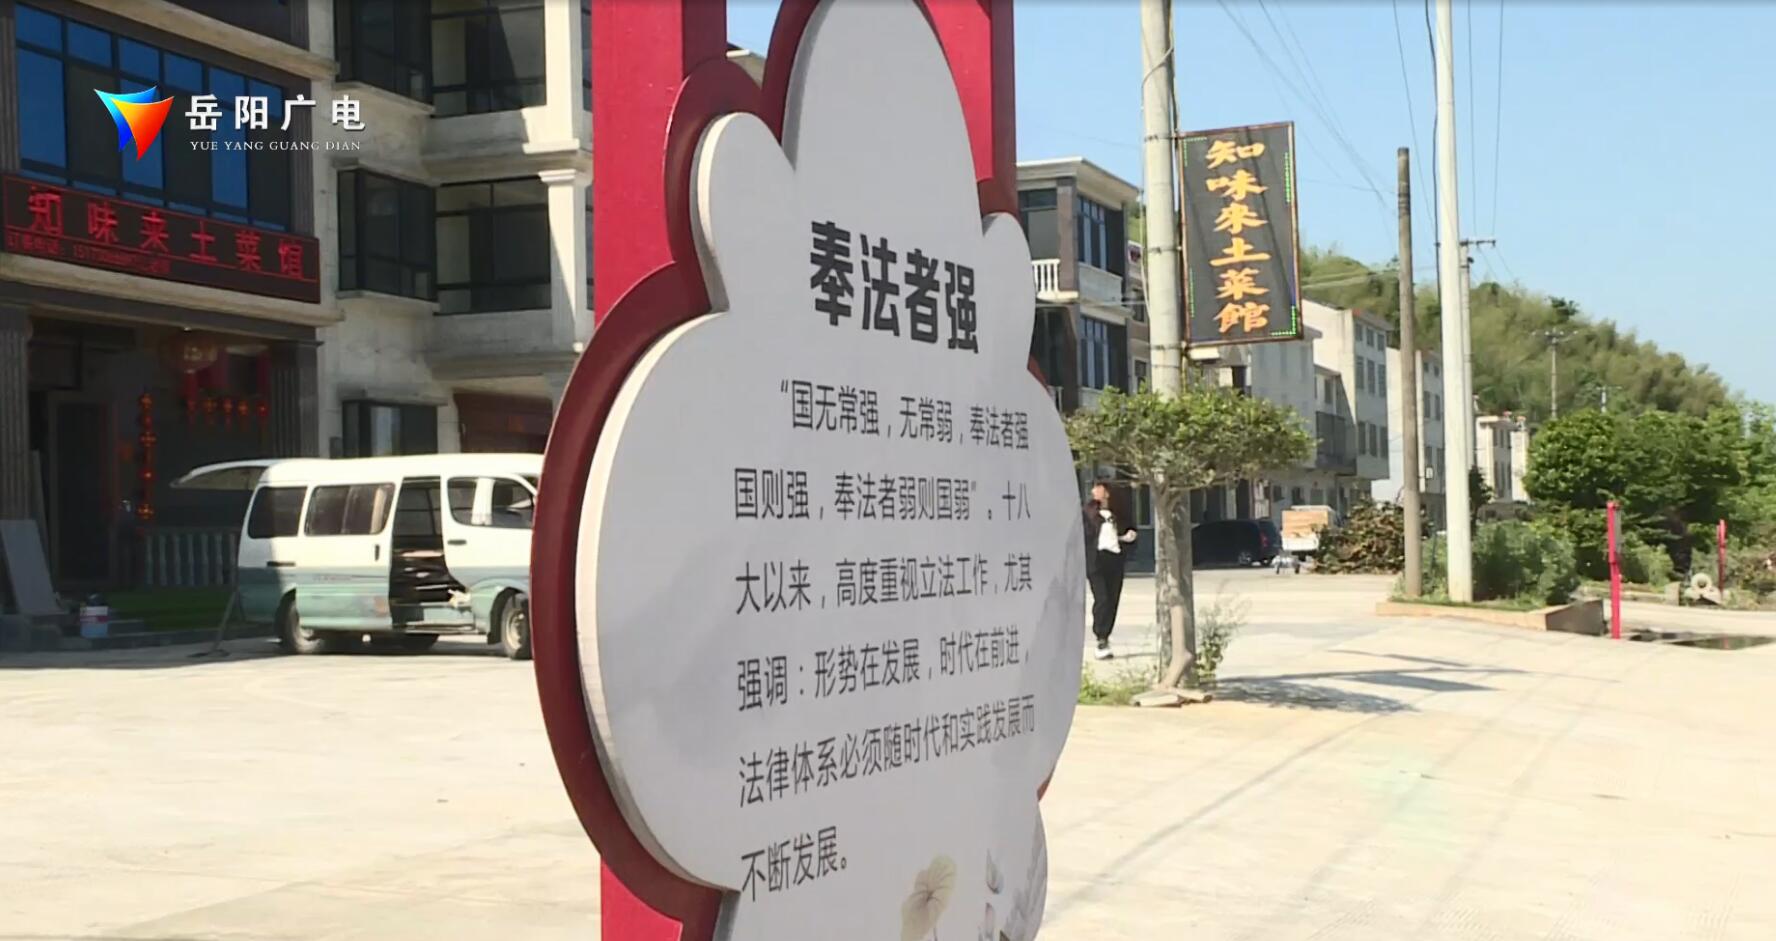 岳阳广电
YUE YANG GUANG DIAN
知味来土菜馆
知味來土菜館
奉法者强
“国无常强，无常弱，奉法者强
国则强，奉法者弱则国弱”。十八
大以来，高度重视立法工作，尤其
强调：形势在发展，时代在前进，
法律体系必须随时代和实践发展而
不断发展。